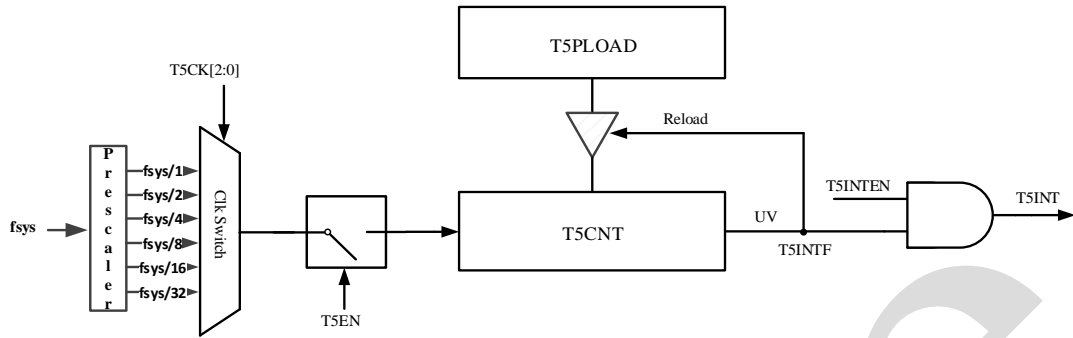 T5PLOAD
T5CK[2:0]
Reload
Prescaler
fsys/1
fsys/2
fsys/4
fsys/8
fsys/16
fsys/32
Clk Switch
fsys
T5CNT
UV
T5INTF
T5INTEN
T5INT
T5EN